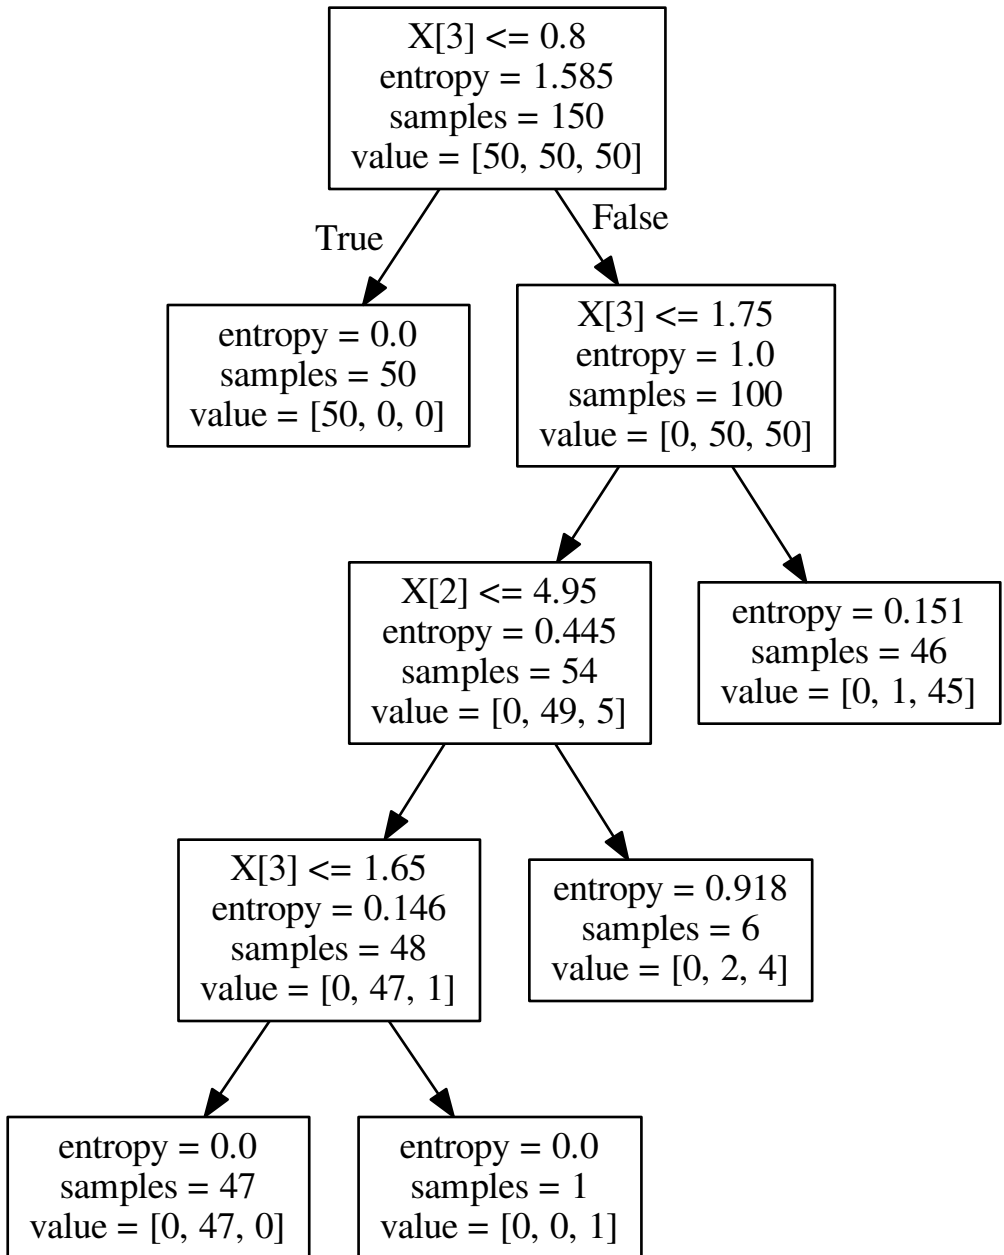 X[3] <= 0.8
entropy = 1.585
samples = 150
value = [50, 50, 50]
True
False
entropy = 0.0
samples = 50
value = [50, 0, 0]
X[3] <= 1.75
entropy = 1.0
samples = 100
value = [0, 50, 50]
X[2] <= 4.95
entropy = 0.445
samples = 54
value = [0, 49, 5]
entropy = 0.151
samples = 46
value = [0, 1, 45]
X[3] <= 1.65
entropy = 0.146
samples = 48
value = [0, 47, 1]
entropy = 0.918
samples = 6
value = [0, 2, 4]
entropy = 0.0
samples = 47
value = [0, 47, 0]
entropy = 0.0
samples = 1
value = [0, 0, 1]